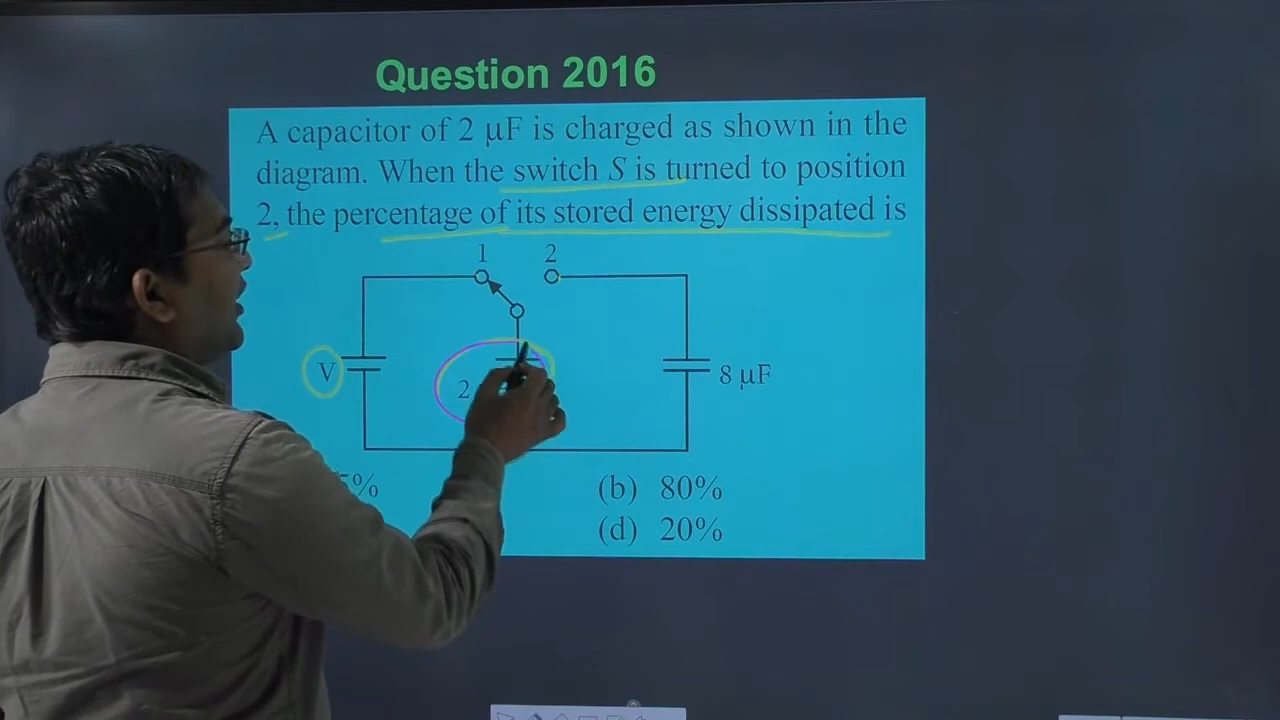 Question 2016
A capacitor of 2 μF is charged as shown in the
diagram. When the switch S is turned to position
2, the percentage of its stored energy dissipated is
1 2
V 2 8 μF
% (b) 80%
(d) 20%